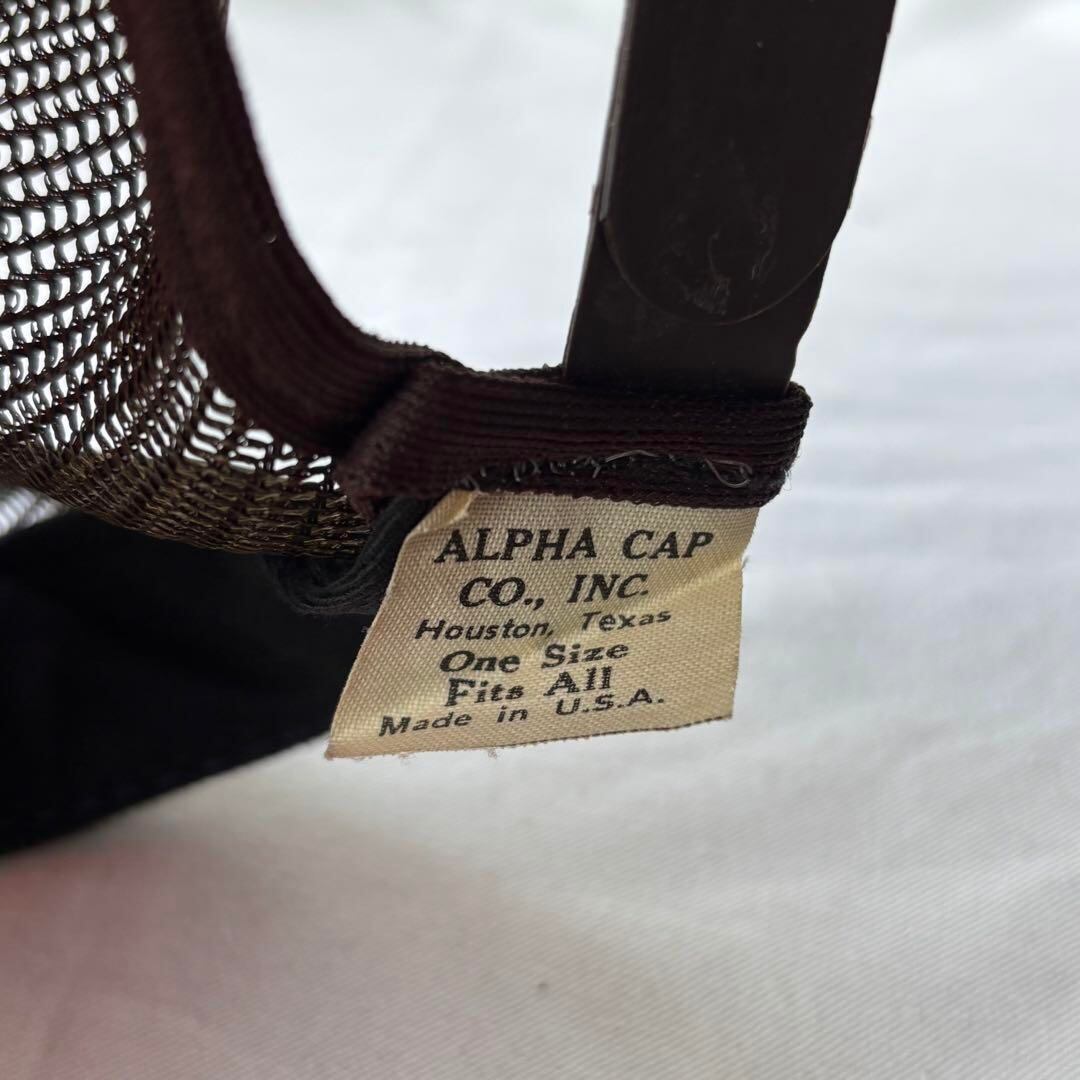 ALPHA CAP
CO., INC.
Houston, Texas
One Size
Fits All
Made in U.S.A.